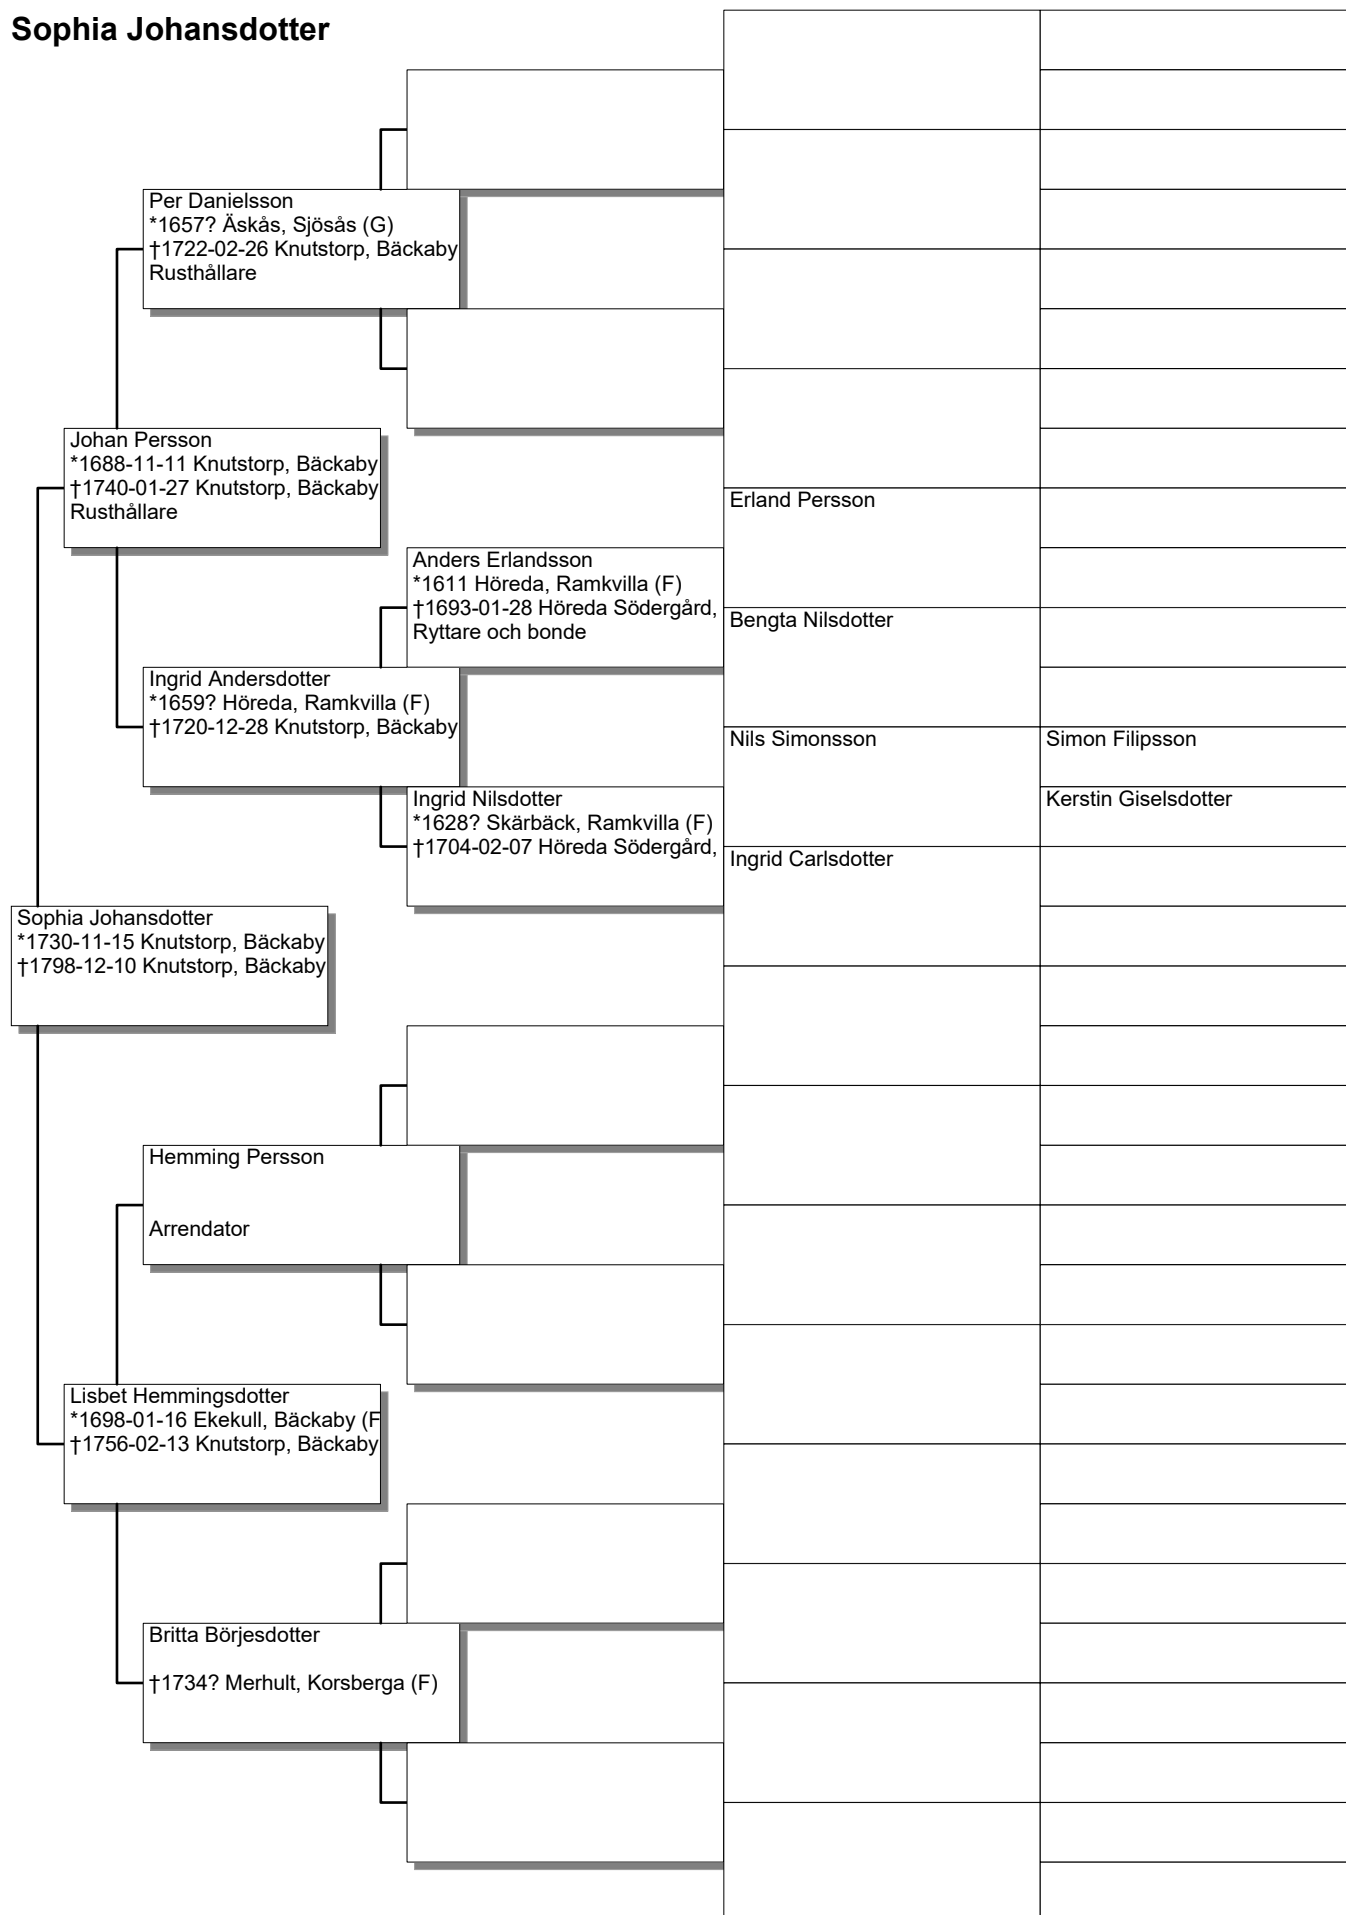 Sophia Johansdotter
Per Danielsson
*1657? Äskås, Sjösås (G)
†1722-02-26 Knutstorp, Bäckaby
Rusthållare
Johan Persson
*1688-11-11 Knutstorp, Bäckaby
†1740-01-27 Knutstorp, Bäckaby
Rusthållare
Erland Persson
Anders Erlandsson
*1611 Höreda, Ramkvilla (F)
†1693-01-28 Höreda Södergård,
Ryttare och bonde
Bengta Nilsdotter
Ingrid Andersdotter
*1659? Höreda, Ramkvilla (F)
†1720-12-28 Knutstorp, Bäckaby
Nils Simonsson
Simon Filipsson
Ingrid Nilsdotter
*1628? Skärbäck, Ramkvilla (F)
†1704-02-07 Höreda Södergård,
Kerstin Giselsdotter
Ingrid Carlsdotter
Sophia Johansdotter
*1730-11-15 Knutstorp, Bäckaby
†1798-12-10 Knutstorp, Bäckaby
Hemming Persson
Arrendator
Lisbet Hemmingsdotter
*1698-01-16 Ekekull, Bäckaby (F
†1756-02-13 Knutstorp, Bäckaby
Britta Börjesdotter
†1734? Merhult, Korsberga (F)